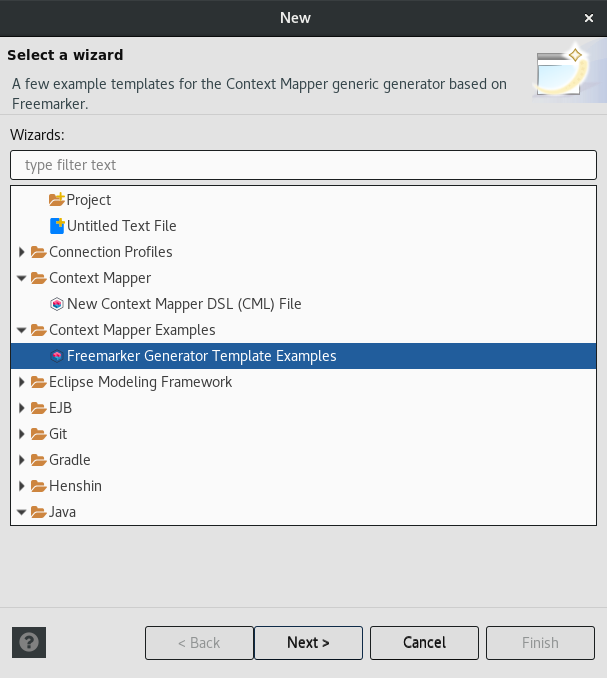 New
Select a wizard
A few example templates for the Context Mapper generic generator based on
Freemarker.
Wizards:
type filter text
Project
Untitled Text File
Connection Profiles
Context Mapper
New Context Mapper DSL (CML) File
Context Mapper Examples
Freemarker Generator Template Examples
Eclipse Modeling Framework
EJB
Git
Gradle
Henshin
Java
? < Back Next > Cancel Finish